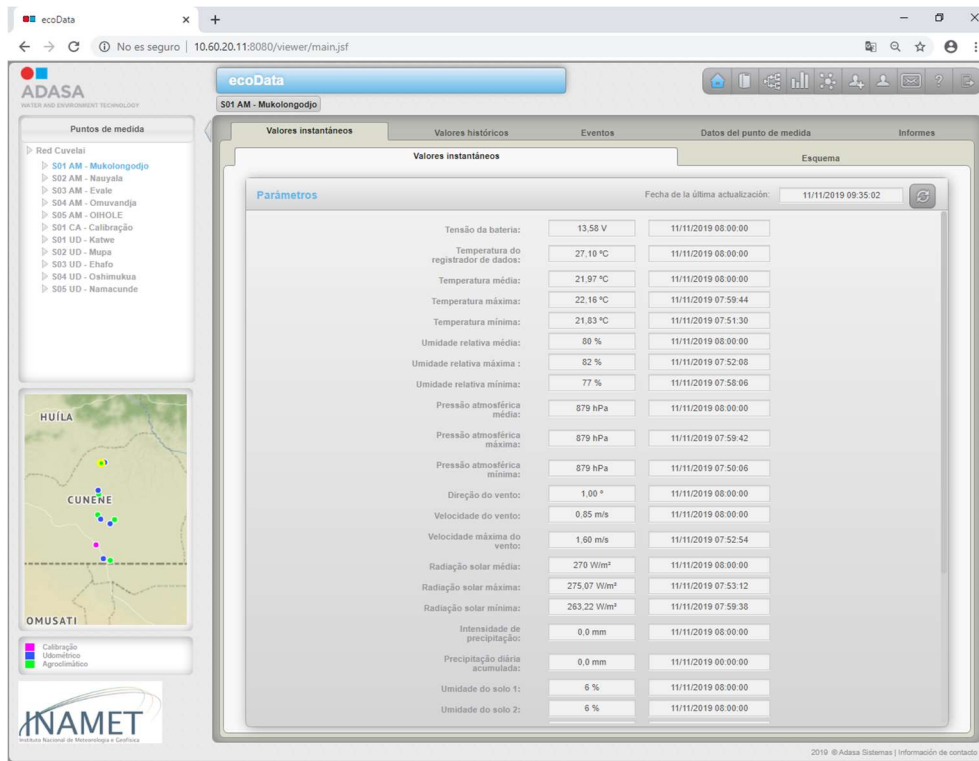 ecoData
No es seguro | 10.60.20.11:8080/viewer/main.jsf
ADASA
WATER AND ENVIRONMENT TECHNOLOGY
ecoData
S01 AM - Mukolongodjo
Puntos de medida
Red Cuvelai
S01 AM - Mukolongodjo
S02 AM - Nauyala
S03 AM - Evale
S04 AM - Omuvandja
S05 AM - OIHOLE
S01 CA - Calibração
S01 UD - Katwe
S02 UD - Mupa
S03 UD - Ehafo
S04 UD - Oshimukua
S05 UD - Namacunde
HUÍLA
CUNENE
OMUSATI
Calibração
Udométrico
Agroclimático
INAMET
Instituto Nacional de Meteorologia e Geofísica
Valores instantáneos Valores históricos Eventos Datos del punto de medida Informes
Valores instantáneos Esquema
Parámetros Fecha de la última actualización: 11/11/2019 09:35:02
Tensão da bateria: 13,58 V 11/11/2019 08:00:00
Temperatura do
registrador de dados: 27,10 ºC 11/11/2019 08:00:00
Temperatura média: 21,97 ºC 11/11/2019 08:00:00
Temperatura máxima: 22,16 ºC 11/11/2019 07:59:44
Temperatura mínima: 21,83 ºC 11/11/2019 07:51:30
Umidade relativa média: 80 % 11/11/2019 08:00:00
Umidade relativa máxima : 82 % 11/11/2019 07:52:08
Umidade relativa mínima: 77 % 11/11/2019 07:58:06
Pressão atmosférica
média: 879 hPa 11/11/2019 08:00:00
Pressão atmosférica
máxima: 879 hPa 11/11/2019 07:59:42
Pressão atmosférica
mínima: 879 hPa 11/11/2019 07:50:06
Direção do vento: 1,00 º 11/11/2019 08:00:00
Velocidade do vento: 0,85 m/s 11/11/2019 08:00:00
Velocidade máxima do
vento: 1,60 m/s 11/11/2019 07:52:54
Radiação solar média: 270 W/m² 11/11/2019 08:00:00
Radiação solar máxima: 275,07 W/m² 11/11/2019 07:53:12
Radiação solar mínima: 263,22 W/m² 11/11/2019 07:59:38
Intensidade de
precipitação: 0,0 mm 11/11/2019 08:00:00
Precipitação diária
acumulada: 0,0 mm 11/11/2019 00:00:00
Umidade do solo 1: 6 % 11/11/2019 08:00:00
Umidade do solo 2: 6 % 11/11/2019 08:00:00
2019 © Adasa Sistemas | Información de contacto